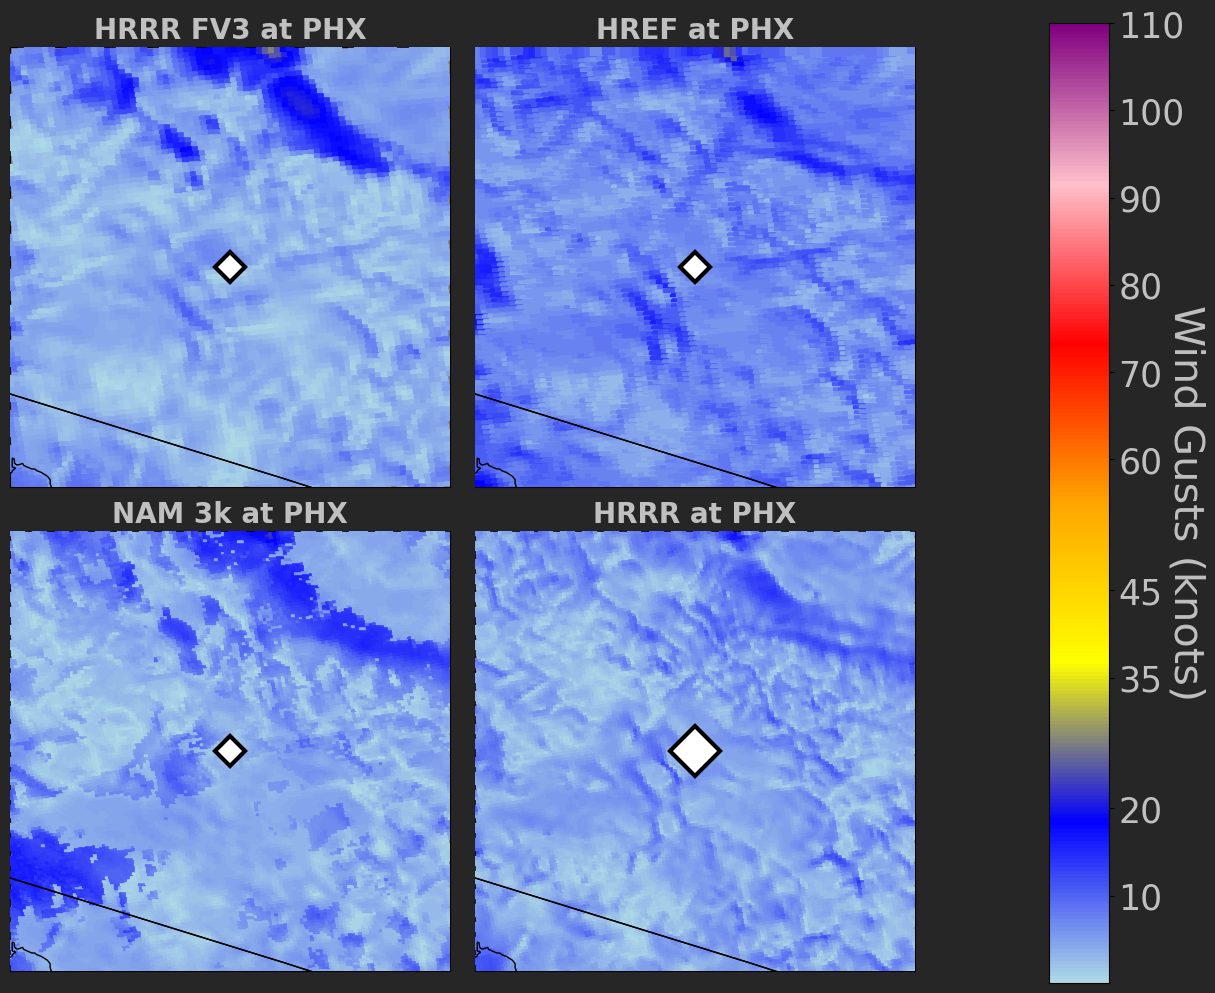 HRRR FV3 at PHX
HREF at PHX
NAM 3k at PHX
HRRR at PHX
110
100
90
80
70
60
45
35
20
10
Wind Gusts (knots)